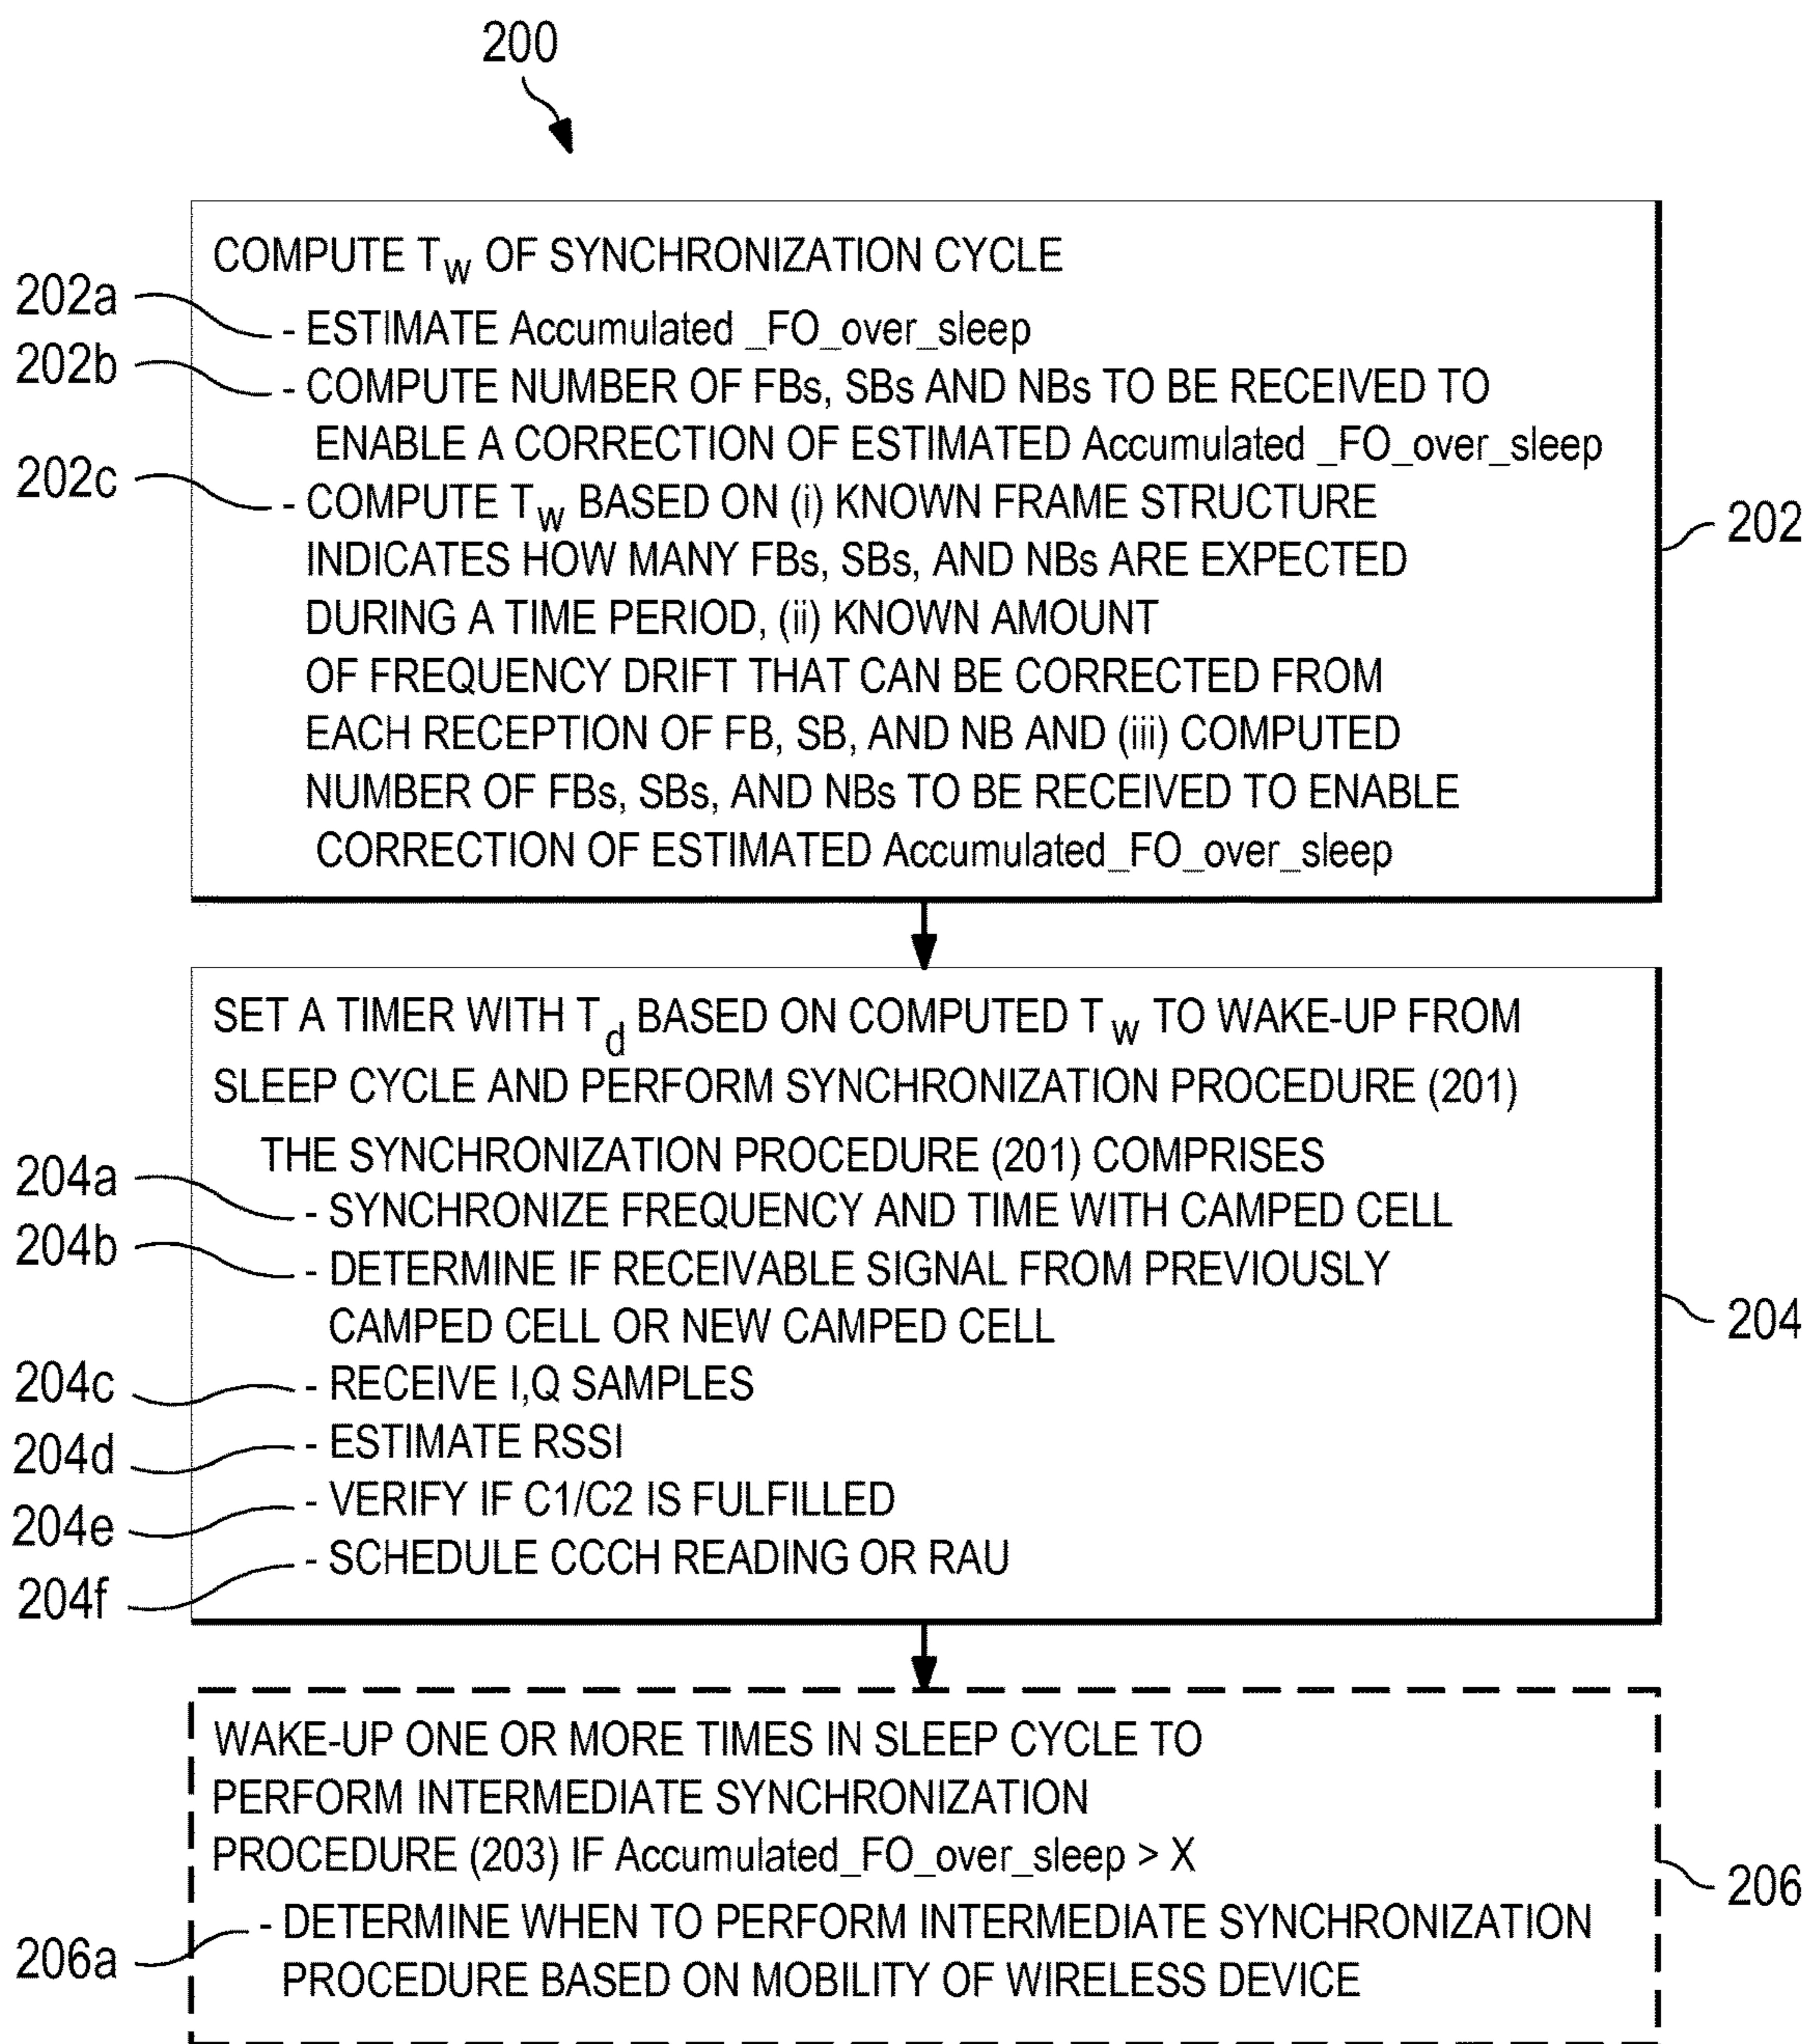 200
COMPUTE Tw OF SYNCHRONIZATION CYCLE
202a
- ESTIMATE Accumulated _FO_over_sleep
202b
- COMPUTE NUMBER OF FBs, SBs AND NBs TO BE RECEIVED TO
ENABLE A CORRECTION OF ESTIMATED Accumulated _FO_over_sleep
202c
- COMPUTE Tw BASED ON (i) KNOWN FRAME STRUCTURE
INDICATES HOW MANY FBs, SBs, AND NBs ARE EXPECTED
DURING A TIME PERIOD, (ii) KNOWN AMOUNT
OF FREQUENCY DRIFT THAT CAN BE CORRECTED FROM
EACH RECEPTION OF FB, SB, AND NB AND (iii) COMPUTED
NUMBER OF FBs, SBs, AND NBs TO BE RECEIVED TO ENABLE
CORRECTION OF ESTIMATED Accumulated_FO_over_sleep
202
SET A TIMER WITH Td BASED ON COMPUTED Tw TO WAKE-UP FROM
SLEEP CYCLE AND PERFORM SYNCHRONIZATION PROCEDURE (201)
THE SYNCHRONIZATION PROCEDURE (201) COMPRISES
204a
- SYNCHRONIZE FREQUENCY AND TIME WITH CAMPED CELL
204b
- DETERMINE IF RECEIVABLE SIGNAL FROM PREVIOUSLY
CAMPED CELL OR NEW CAMPED CELL
204
204c
- RECEIVE I,Q SAMPLES
204d
- ESTIMATE RSSI
204e
- VERIFY IF C1/C2 IS FULFILLED
204f
- SCHEDULE CCCH READING OR RAU
WAKE-UP ONE OR MORE TIMES IN SLEEP CYCLE TO
PERFORM INTERMEDIATE SYNCHRONIZATION
PROCEDURE (203) IF Accumulated_FO_over_sleep > X
206
206a
- DETERMINE WHEN TO PERFORM INTERMEDIATE SYNCHRONIZATION
PROCEDURE BASED ON MOBILITY OF WIRELESS DEVICE